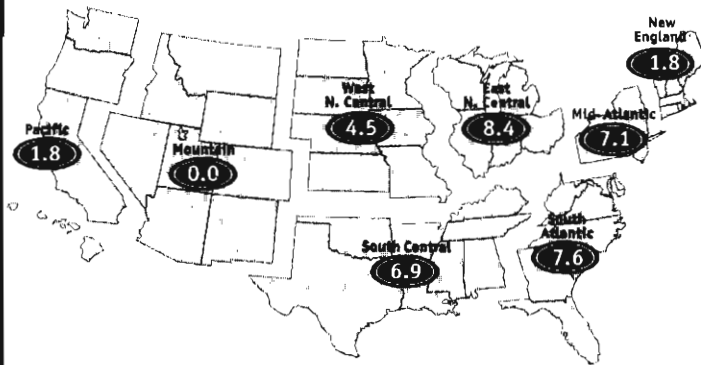 New
England
1.8
West
N. Central
4.5
East
N. Central
8.4
Mid-Atlantic
7.1
Pacific
1.8
Mountain
0.0
South
Atlantic
7.6
South Central
6.9